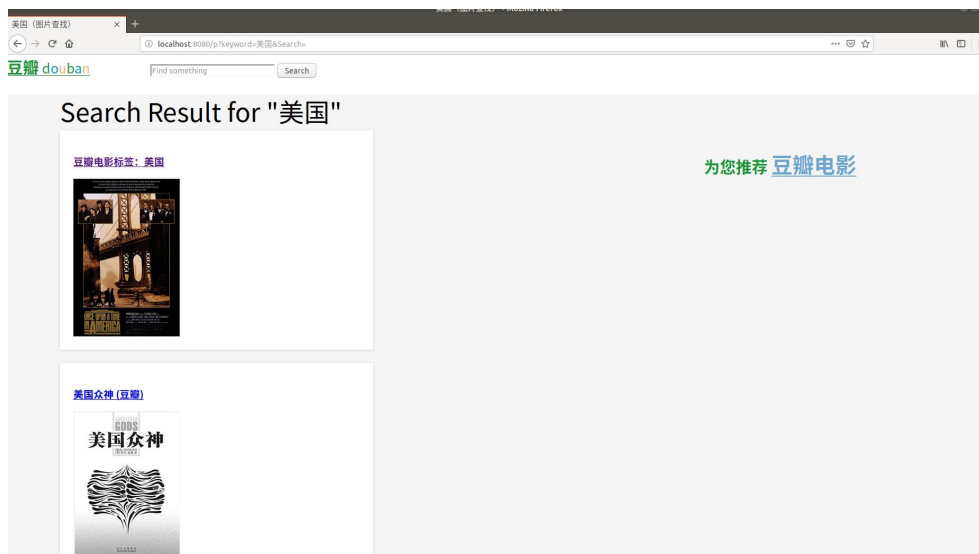 美国（图片查找） - Mozilla Firefox
美国（图片查找）
localhost:8080/p?keyword=美国&Search=
豆瓣 douban
Find something
Search
Search Result for "美国"
豆瓣电影标签：美国
ONCE UPON A TIME
IN AMERICA
为您推荐 豆瓣电影
美国众神 (豆瓣)
GODS
美国众神